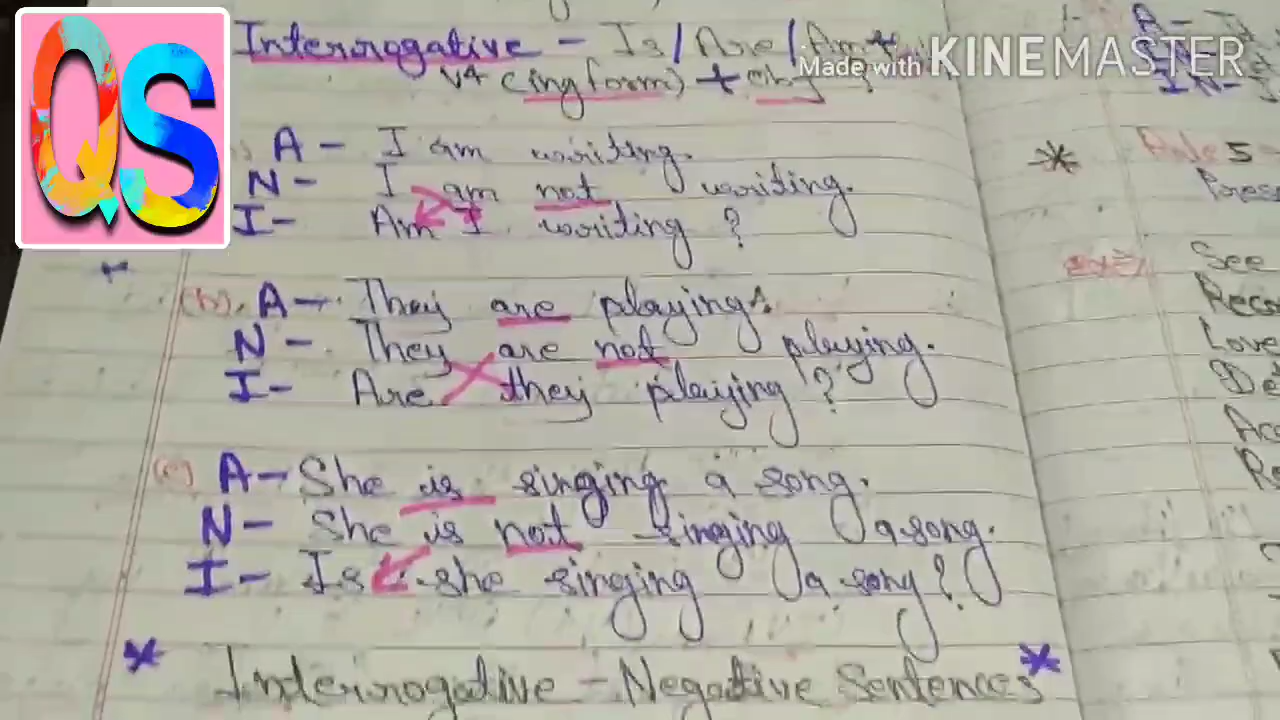 QS
Interrogative - Is/Are/Am+
Made with KINEMASTER
V4 (ing form) + obj ?
A - I am writing.
N - I am not writing.
I - Am I writing ?
(b). A - They are playing.
N - They are not playing.
I - Are they playing ?
(c) A - She is singing a song.
N - She is not singing a song.
I - Is she singing a song ?
* Interrogative - Negative Sentences *
A -
N -
I N -
* Rule 5
See
Love